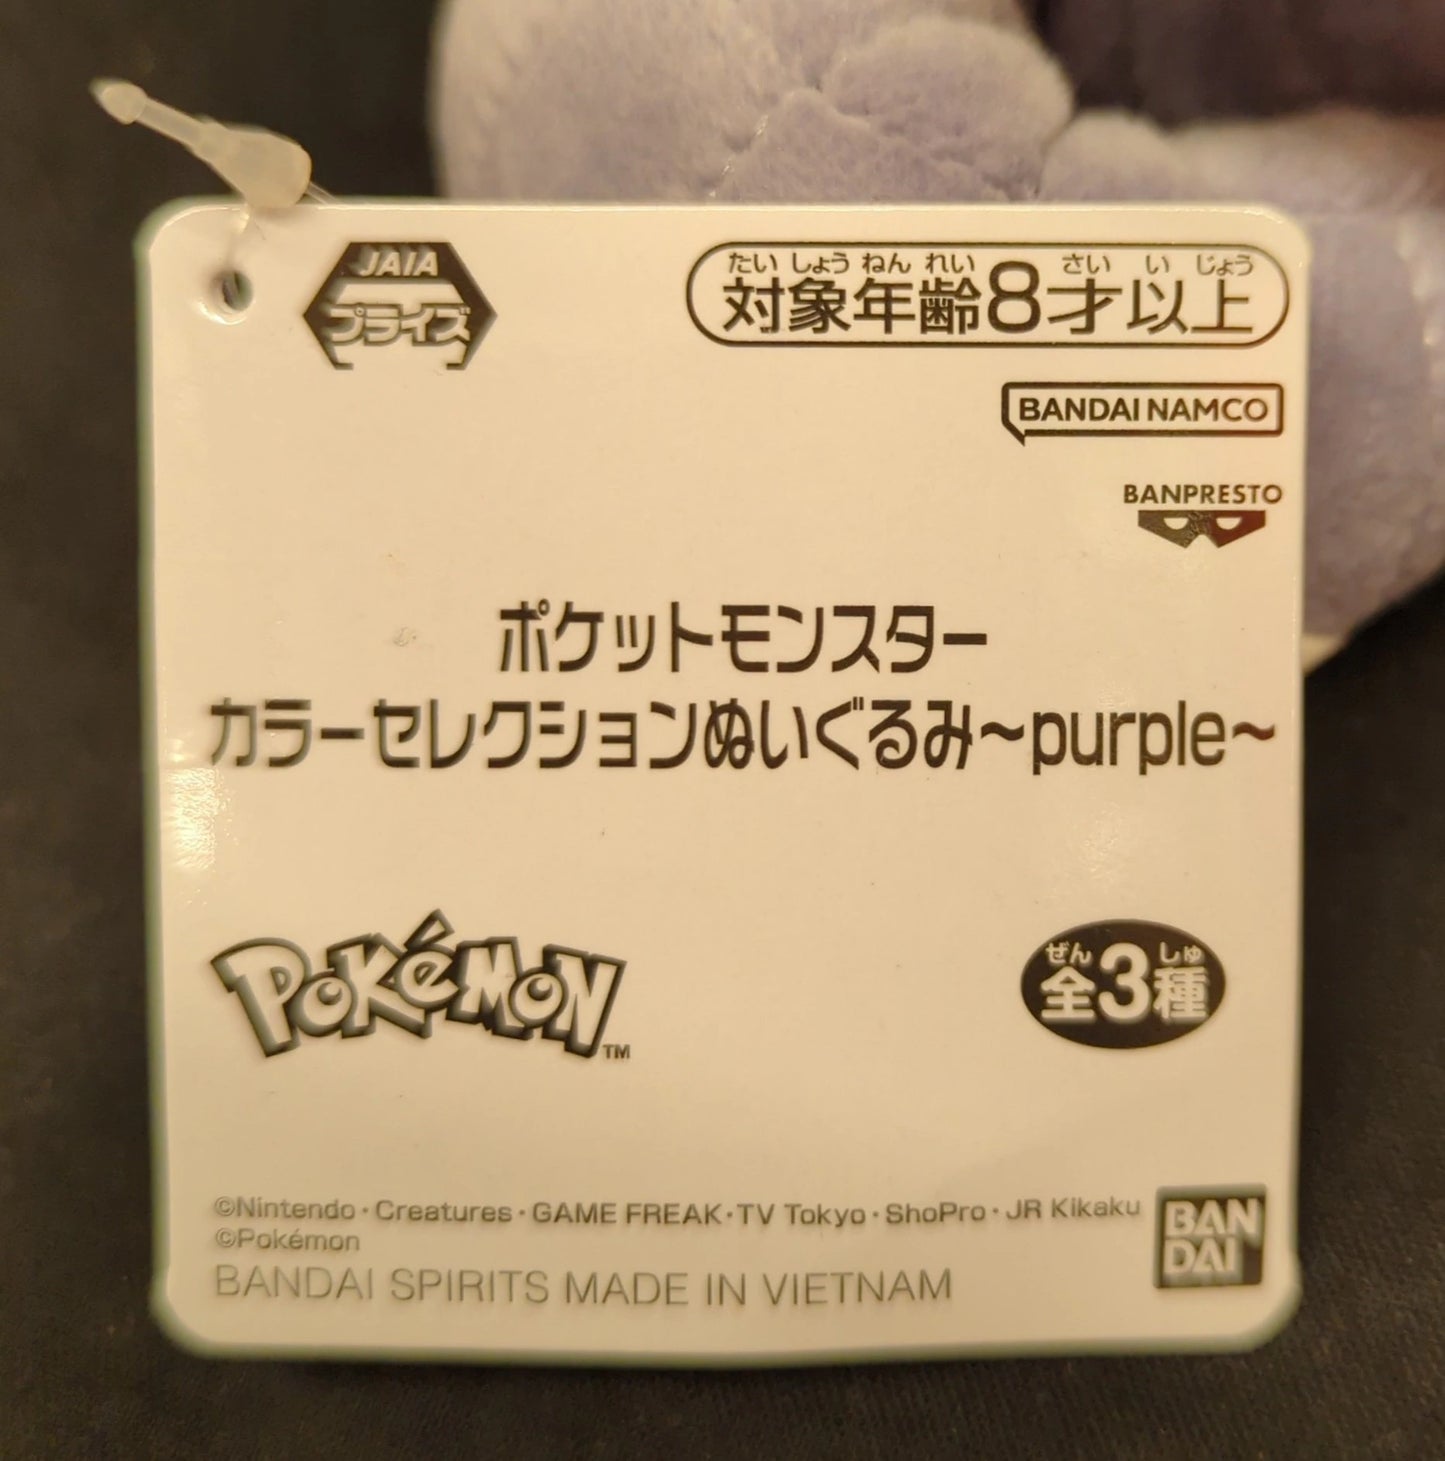 JAIA
プライズ
たいしょうねんれい さい い じょう
対象年齢8才以上
BANDAI NAMCO
BANPRESTO
ポケットモンスター
カラーセレクションぬいぐるみ～purple～
POKéMON™
ぜん しゅ
全3種
©Nintendo・Creatures・GAME FREAK・TV Tokyo・ShoPro・JR Kikaku
©Pokémon
BANDAI SPIRITS MADE IN VIETNAM
BAN
DAI